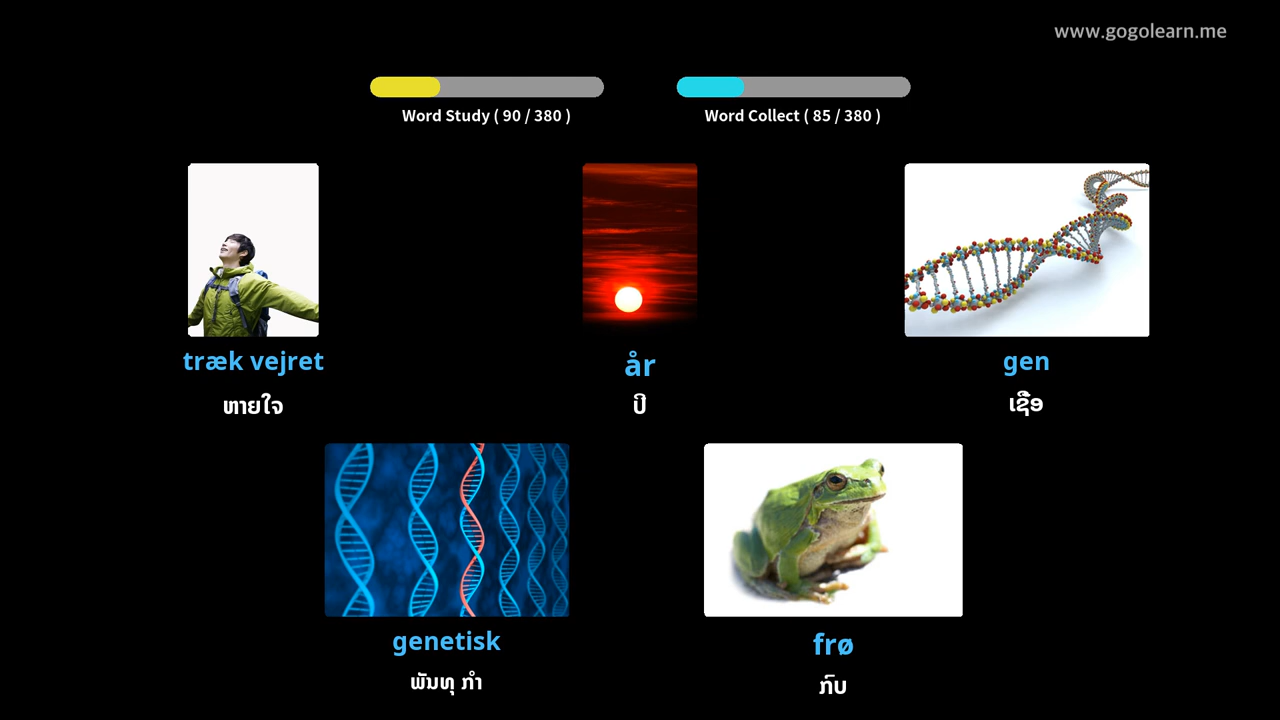 www.gogolearn.me
Word Study ( 90 / 380 )
Word Collect ( 85 / 380 )
træk vejret
ຫາຍໃຈ
år
ປີ
gen
ເຊື້ອ
genetisk
ພັນທຸ ກຳ
frø
ກົບ